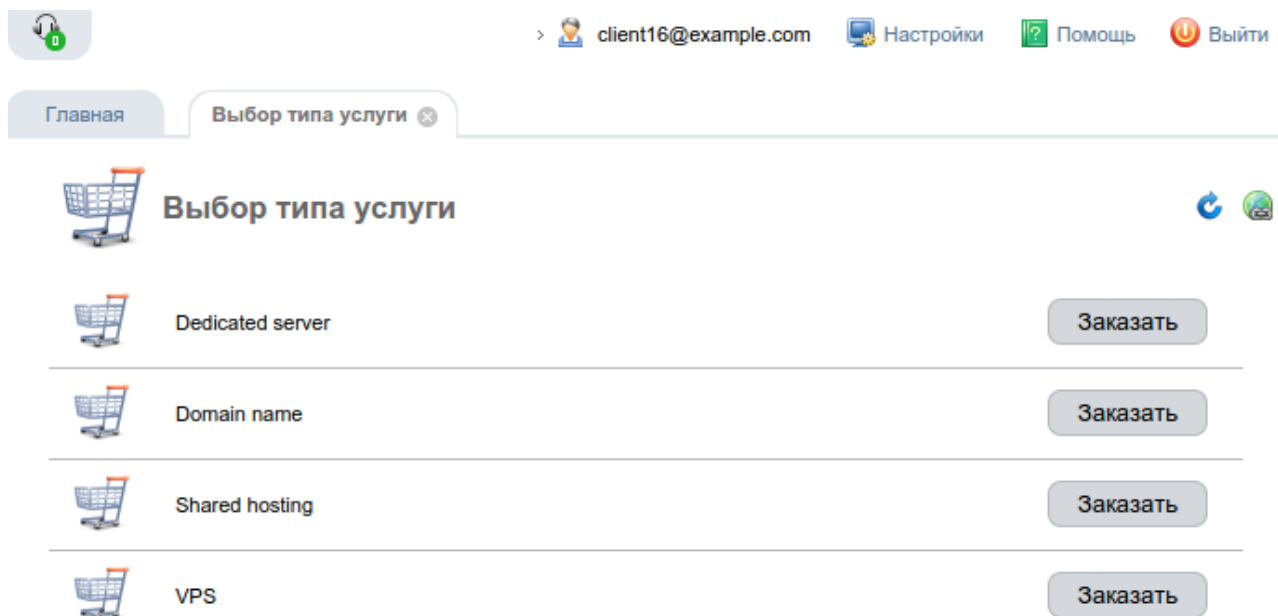 0
client16@example.com Настройки ? Помощь Выйти
Главная Выбор типа услуги
Выбор типа услуги
Dedicated server Заказать
Domain name Заказать
Shared hosting Заказать
VPS Заказать